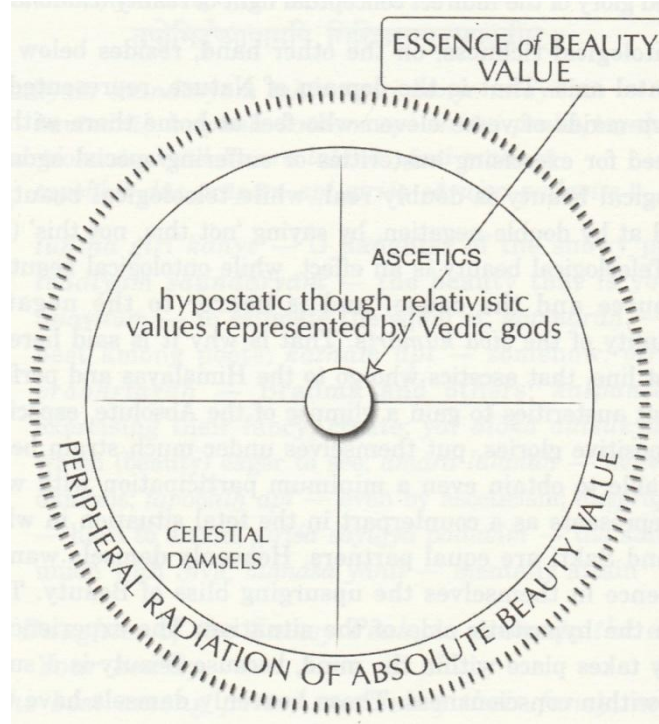 ESSENCE of BEAUTY
VALUE
ASCETICS
hypostatic though relativistic
values represented by Vedic gods
CELESTIAL
DAMSELS
PERIPHERAL RADIATION OF ABSOLUTE BEAUTY VALUE